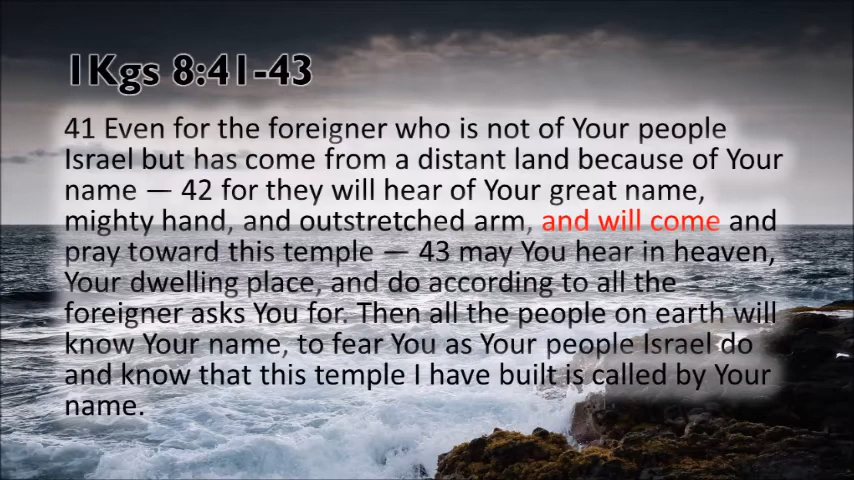 1Kgs 8:41-43
41 Even for the foreigner who is not of Your people
Israel but has come from a distant land because of Your
name — 42 for they will hear of Your great name,
mighty hand, and outstretched arm, and will come and
pray toward this temple — 43 may You hear in heaven,
Your dwelling place, and do according to all the
foreigner asks You for. Then all the people on earth will
know Your name, to fear You as Your people Israel do
and know that this temple I have built is called by Your
name.